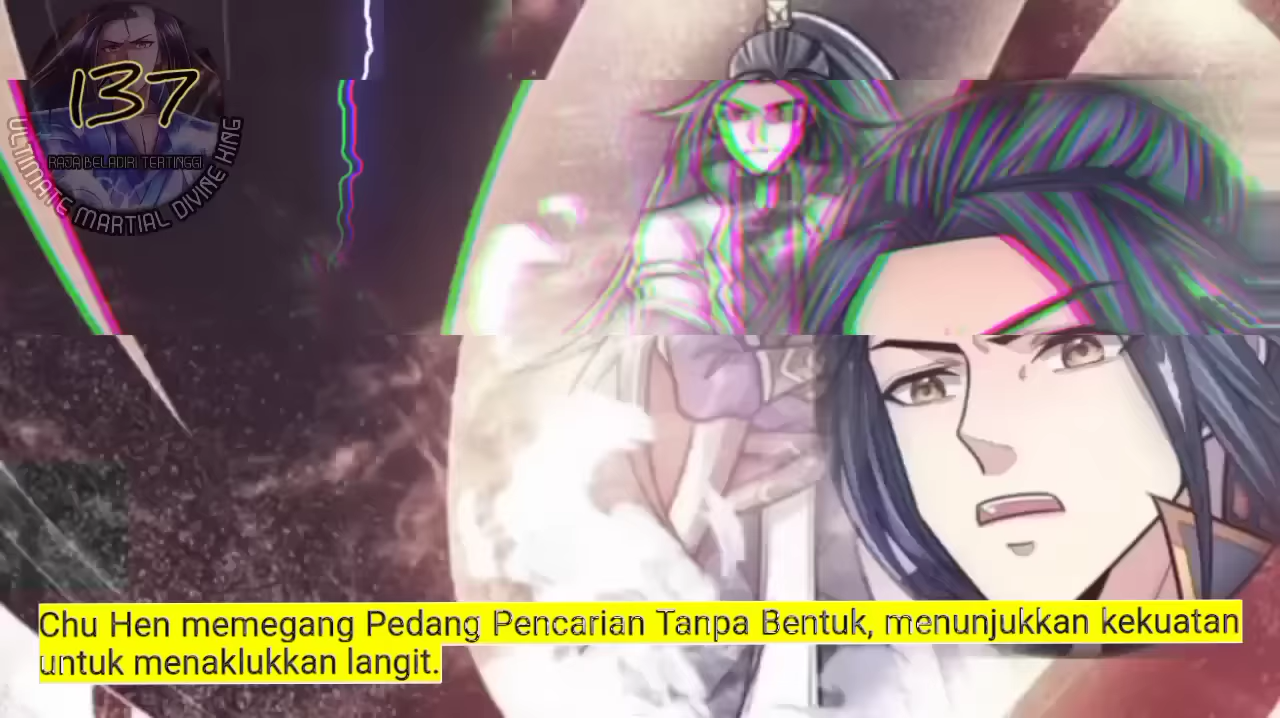 137
RAJA BELADIRI TERTINGGI
ULTIMATE MARTIAL DIVINE KING
Chu Hen memegang Pedang Pencarian Tanpa Bentuk, menunjukkan kekuatan
untuk menaklukkan langit.